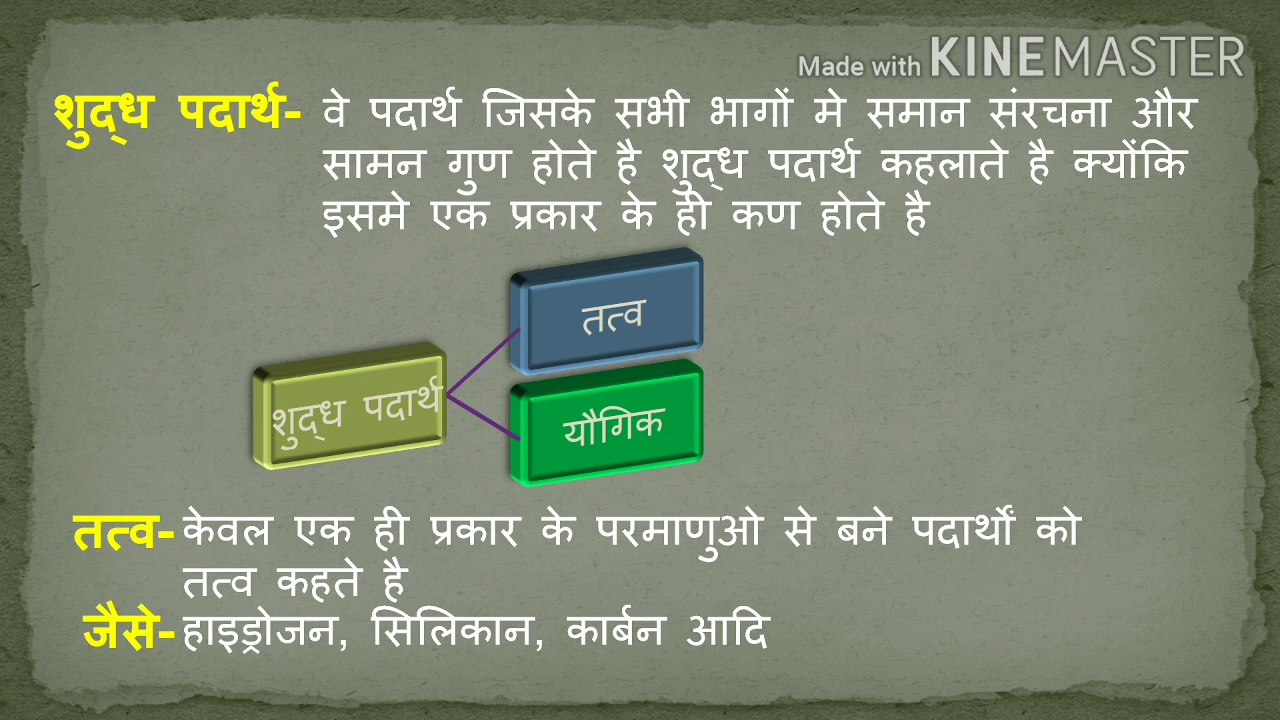 Made with KINEMASTER
शुद्ध पदार्थ- वे पदार्थ जिसके सभी भागों मे समान संरचना और
सामन गुण होते है शुद्ध पदार्थ कहलाते है क्योंकि
इसमे एक प्रकार के ही कण होते है
तत्व
शुद्ध पदार्थ
यौगिक
तत्व- केवल एक ही प्रकार के परमाणुओ से बने पदार्थों को
तत्व कहते है
जैसे- हाइड्रोजन, सिलिकान, कार्बन आदि